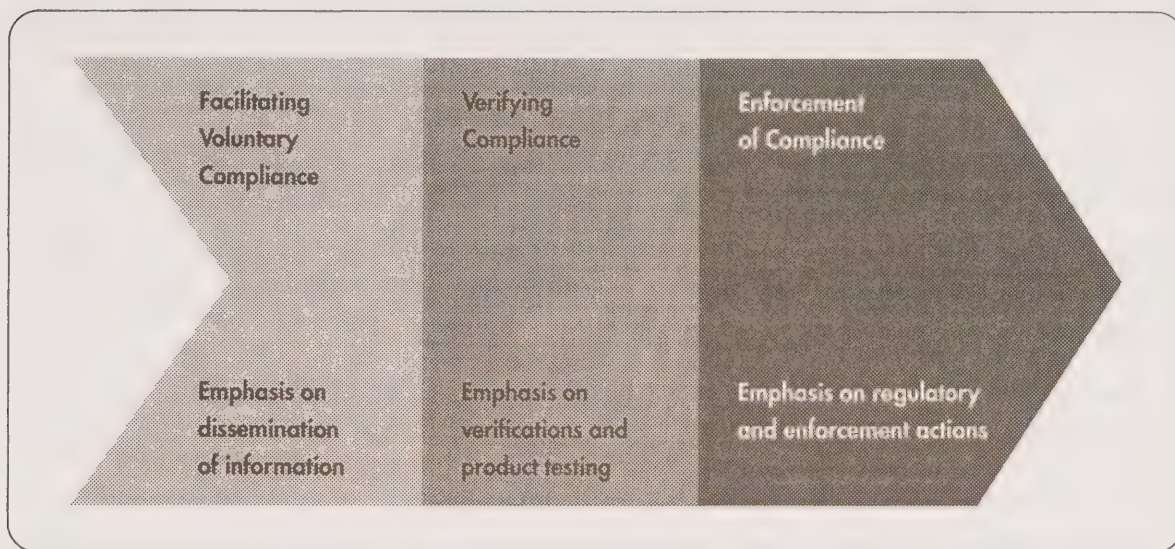 Facilitating
Voluntary
Compliance
Verifying
Compliance
Enforcement
of Compliance
Emphasis on
dissemination
of information
Emphasis on
verifications and
product testing
Emphasis on regulatory
and enforcement actions